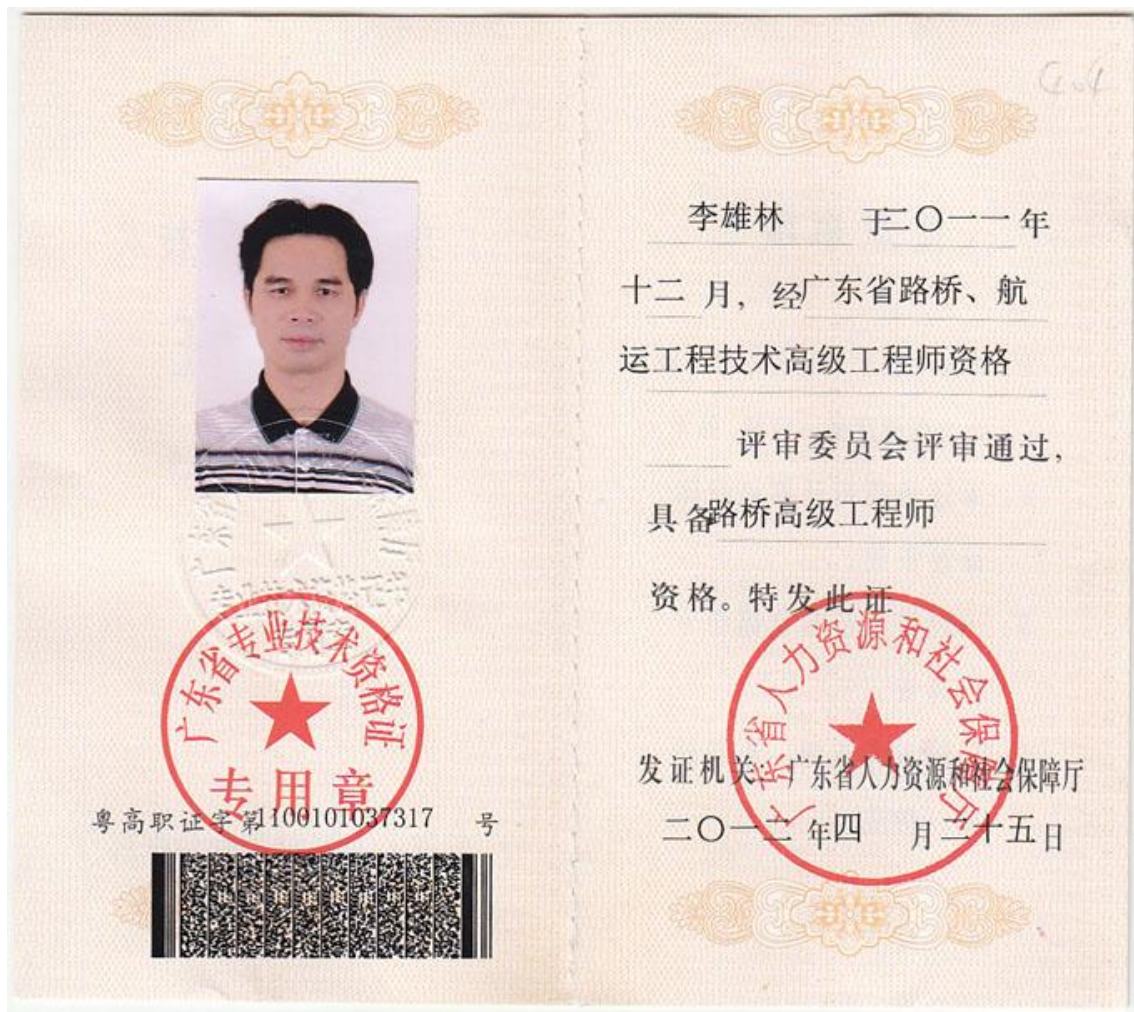 广东省专业技术资格证
专用章
粤高职证字第1100101037317号
李雄林 于二〇一一年
十二月，经广东省路桥、航
运工程技术高级工程师资格
评审委员会评审通过，
具备路桥高级工程师
资格。特发此证
广东省人力资源和社会保障厅
发证机关：广东省人力资源和社会保障厅
二〇一二年四月二十五日